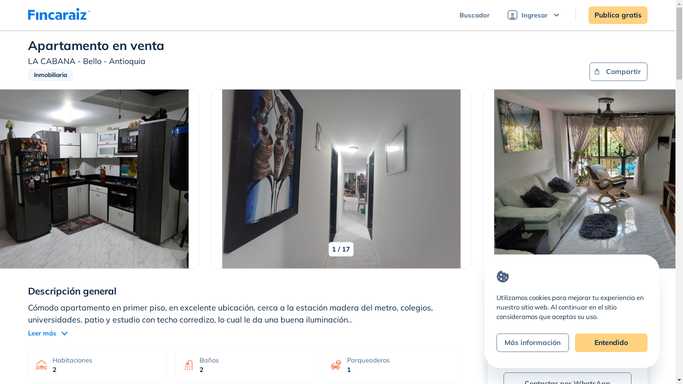 Fincaraiz
Buscador
Ingresar
Publica gratis
Apartamento en venta
LA CABANA - Bello - Antioquia
Inmobiliaria
Compartir
1 / 17
Descripción general
Cómodo apartamento en primer piso, en excelente ubicación, cerca a la estación madera del metro, colegios,
universidades, patio y estudio con techo corredizo, lo cual le da una buena iluminación..
Leer más
Habitaciones
2
Baños
2
Parqueaderos
1
Utilizamos cookies para mejorar tu experiencia en
nuestro sitio web. Al continuar en el sitio
consideramos que aceptas su uso.
Más información
Entendido
Contactar por WhatsApp